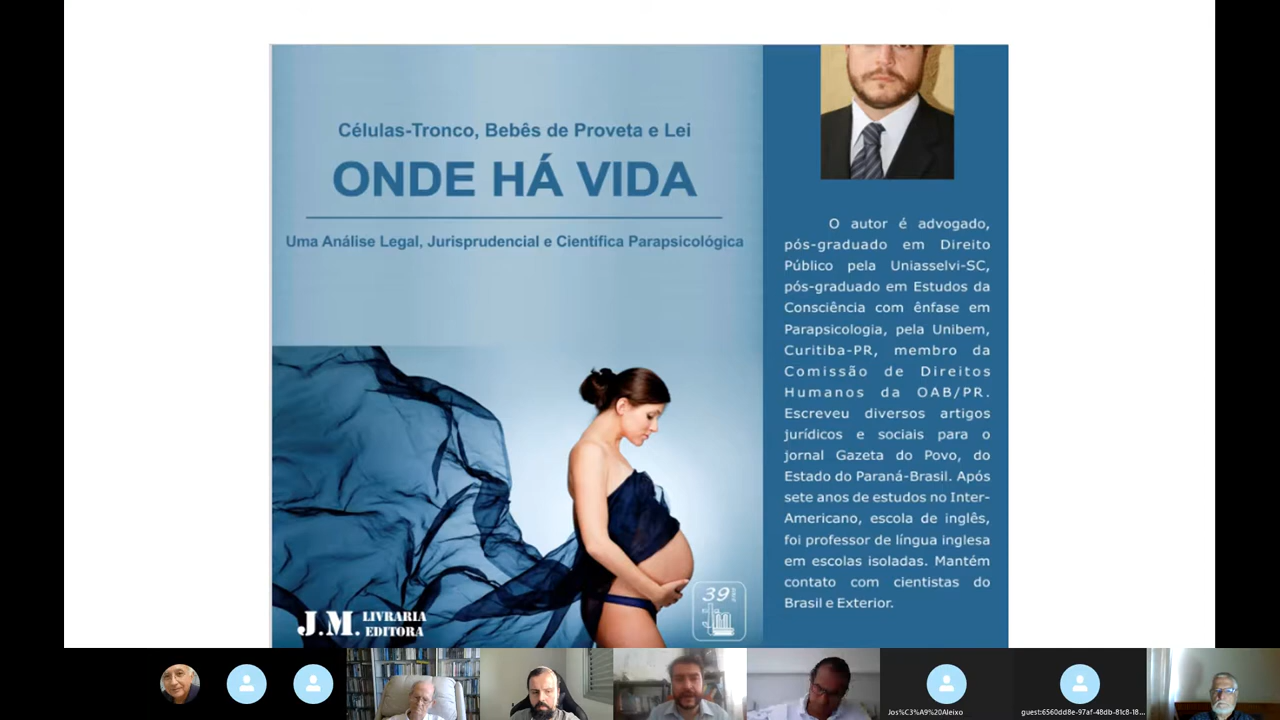 Células-Tronco, Bebês de Proveta e Lei
ONDE HÁ VIDA
Uma Análise Legal, Jurisprudencial e Científica Parapsicológica
J.M. LIVRARIA
EDITORA
39
O autor é advogado,
pós-graduado em Direito
Público pela Uniasselvi-SC,
pós-graduado em Estudos da
Consciência com ênfase em
Parapsicologia, pela Unibem,
Curitiba-PR, membro da
Comissão de Direitos
Humanos da OAB/PR.
Escreveu diversos artigos
jurídicos e sociais para o
jornal Gazeta do Povo, do
Estado do Paraná-Brasil. Após
sete anos de estudos no Inter-
Americano, escola de inglês,
foi professor de língua inglesa
em escolas isoladas. Mantém
contato com cientistas do
Brasil e Exterior.
Jos%C3%A9%20Aleixo
guest:6560dd8e-97af-48db-81c8-18...